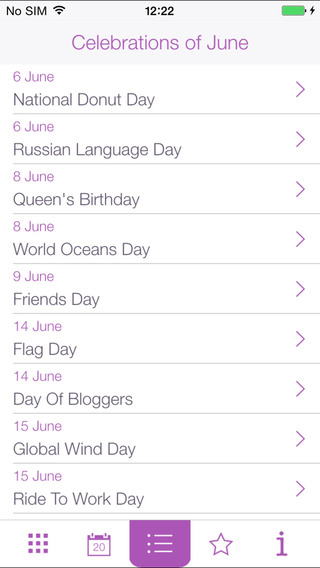 No SIM 12:22
Celebrations of June
6 June
National Donut Day
6 June
Russian Language Day
8 June
Queen's Birthday
8 June
World Oceans Day
9 June
Friends Day
14 June
Flag Day
14 June
Day Of Bloggers
15 June
Global Wind Day
15 June
Ride To Work Day
20